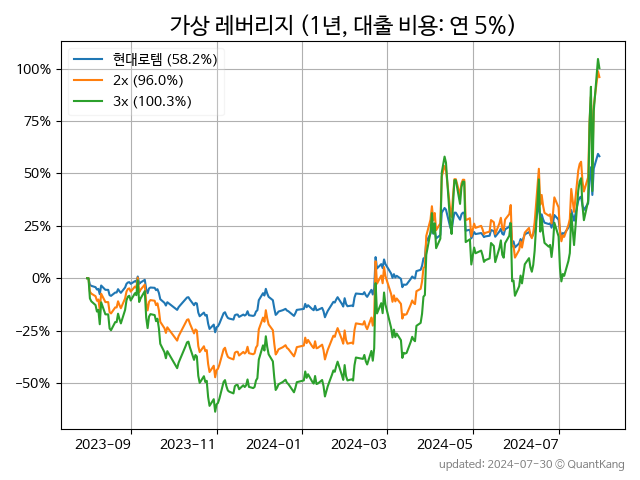 가상 레버리지 (1년, 대출 비용: 연 5%)
현대로템 (58.2%)
2x (96.0%)
3x (100.3%)
100%
75%
50%
25%
0%
−25%
−50%
2023-09
2023-11
2024-01
2024-03
2024-05
2024-07
updated: 2024-07-30 © QuantKang